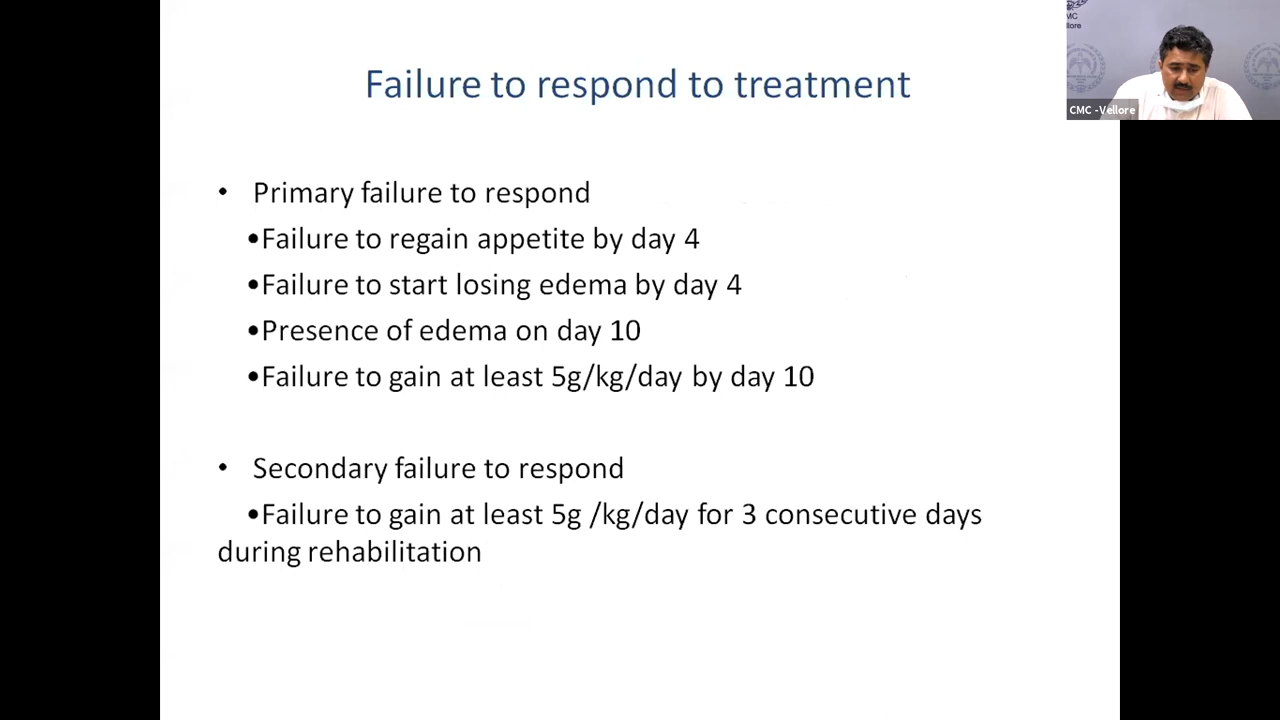 MC
llore
CMC -Vellore
Failure to respond to treatment
• Primary failure to respond
•Failure to regain appetite by day 4
•Failure to start losing edema by day 4
•Presence of edema on day 10
•Failure to gain at least 5g/kg/day by day 10
• Secondary failure to respond
•Failure to gain at least 5g /kg/day for 3 consecutive days
during rehabilitation